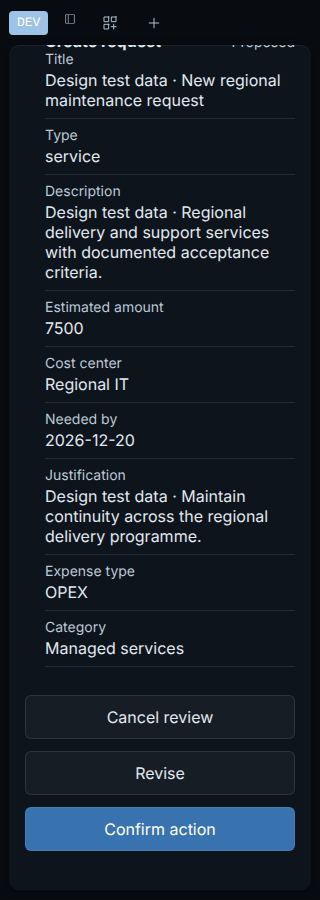 DEV
Create request Proposed
Title
Design test data · New regional
maintenance request
Type
service
Description
Design test data · Regional
delivery and support services
with documented acceptance
criteria.
Estimated amount
7500
Cost center
Regional IT
Needed by
2026-12-20
Justification
Design test data · Maintain
continuity across the regional
delivery programme.
Expense type
OPEX
Category
Managed services
Cancel review
Revise
Confirm action